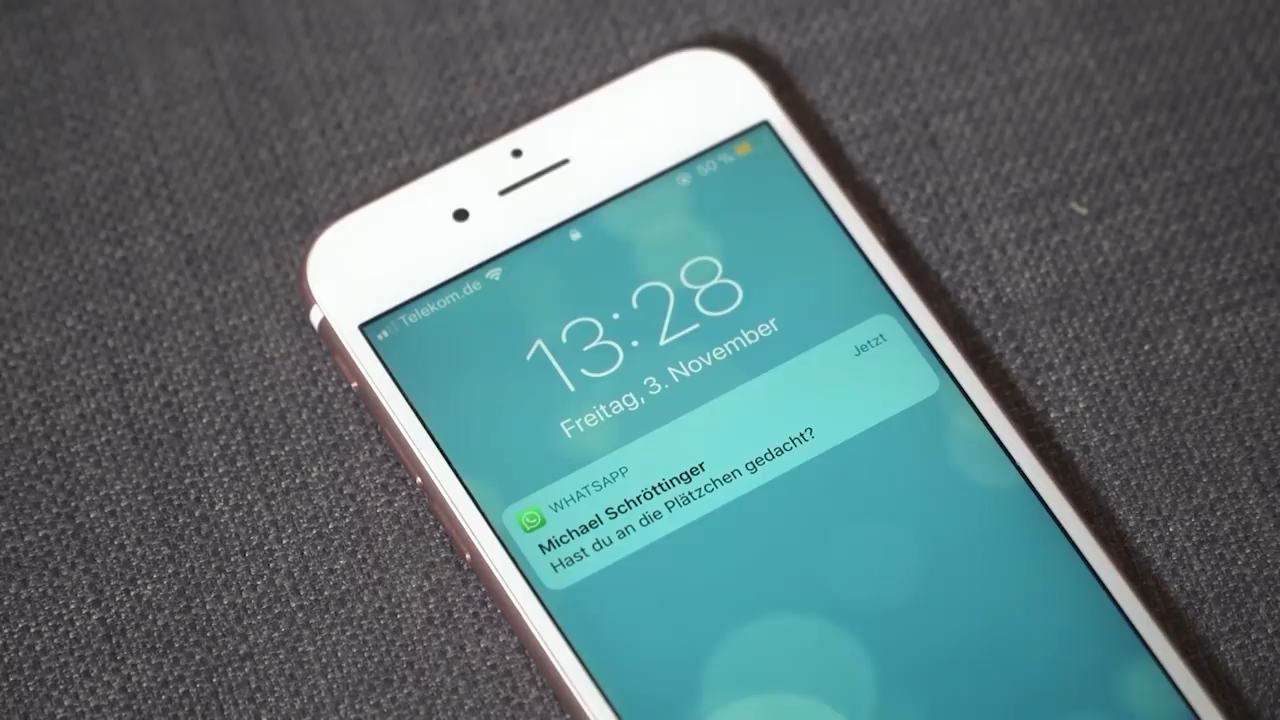 Telekom.de
50 %
13:28
Freitag, 3. November
WHATSAPP
Jetzt
Michael Schröttinger
Hast du an die Plätzchen gedacht?